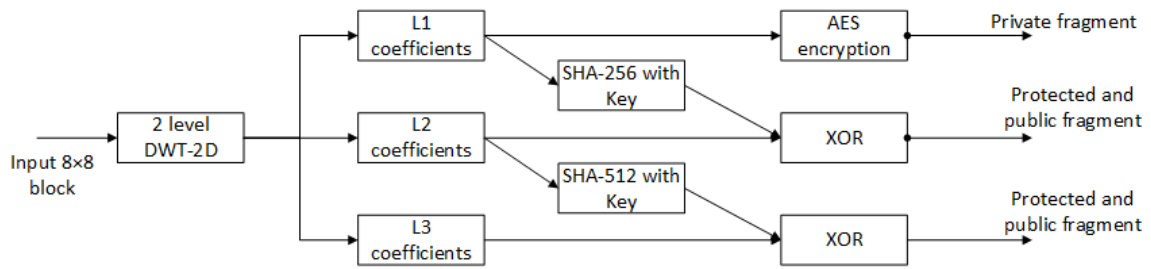 L1
coefficients
AES
encryption
Private fragment
SHA-256 with
Key
Input 8×8
block
2 level
DWT-2D
L2
coefficients
XOR
Protected and
public fragment
SHA-512 with
Key
L3
coefficients
XOR
Protected and
public fragment